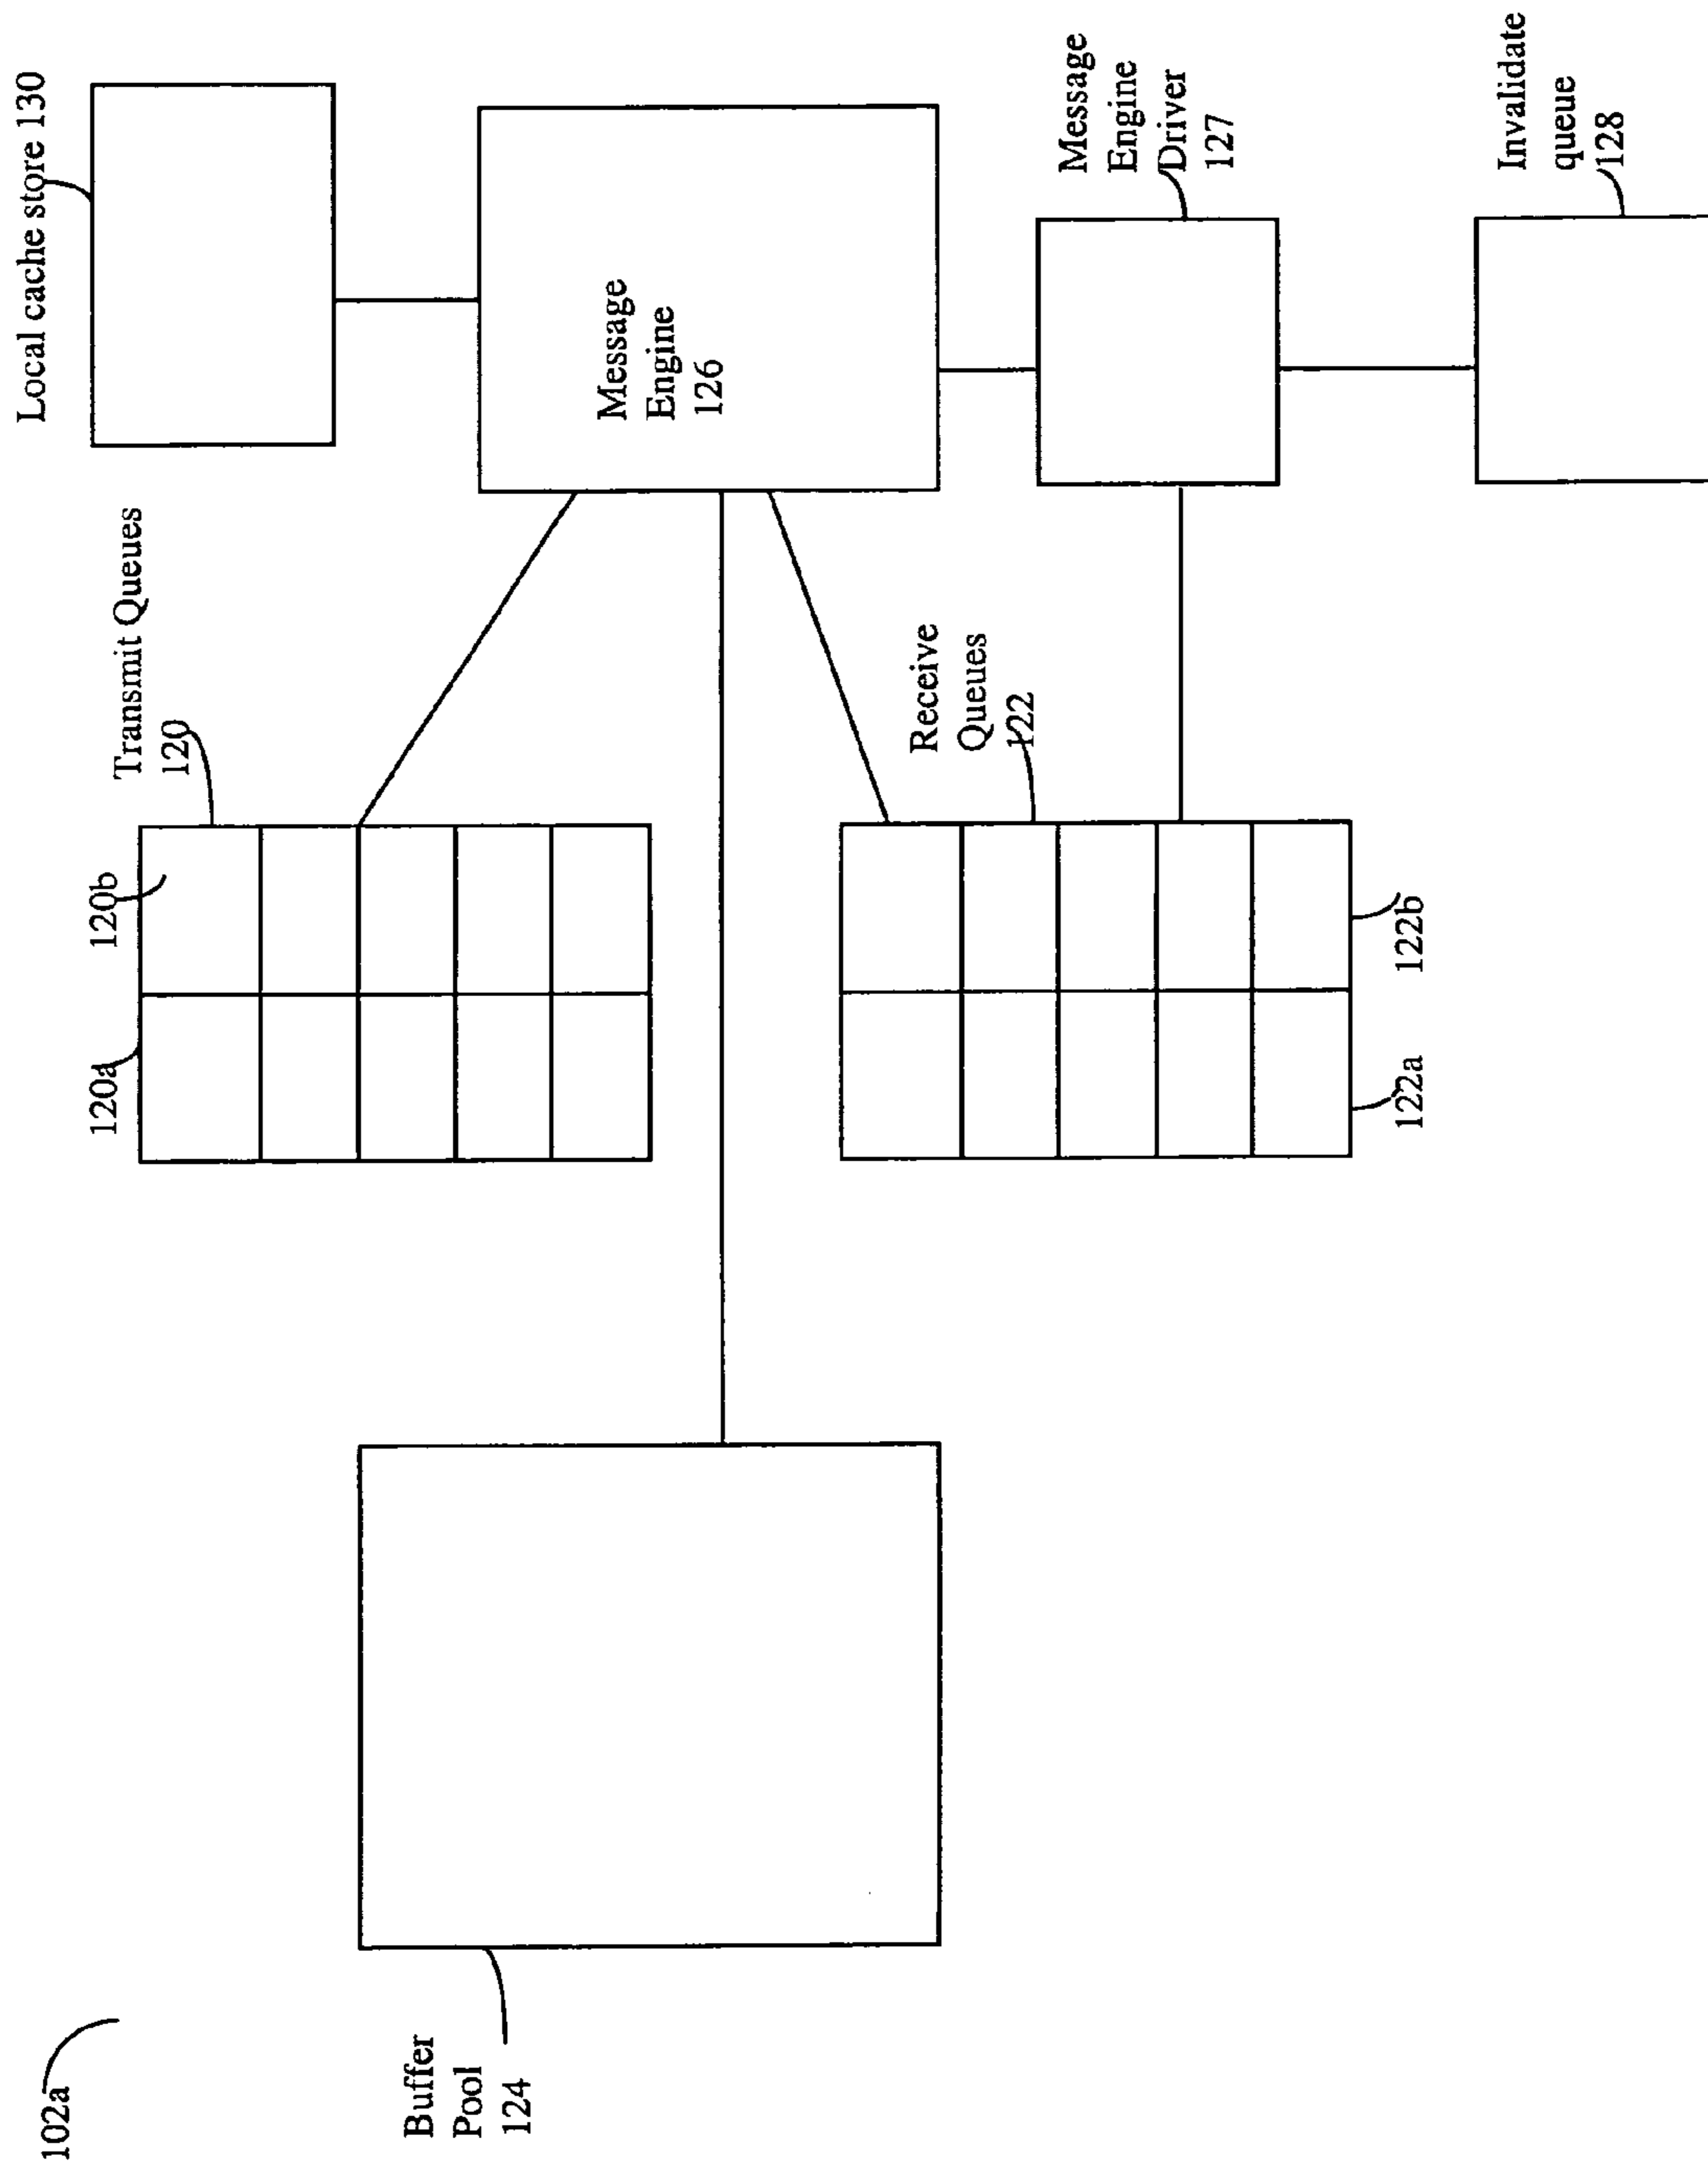 102a
Buffer
Pool
124
120a
120b
Transmit Queues
120
Receive
Queues
122
122a
122b
Local cache store 130
Message
Engine
126
Message
Engine
Driver
127
Invalidate
queue
128